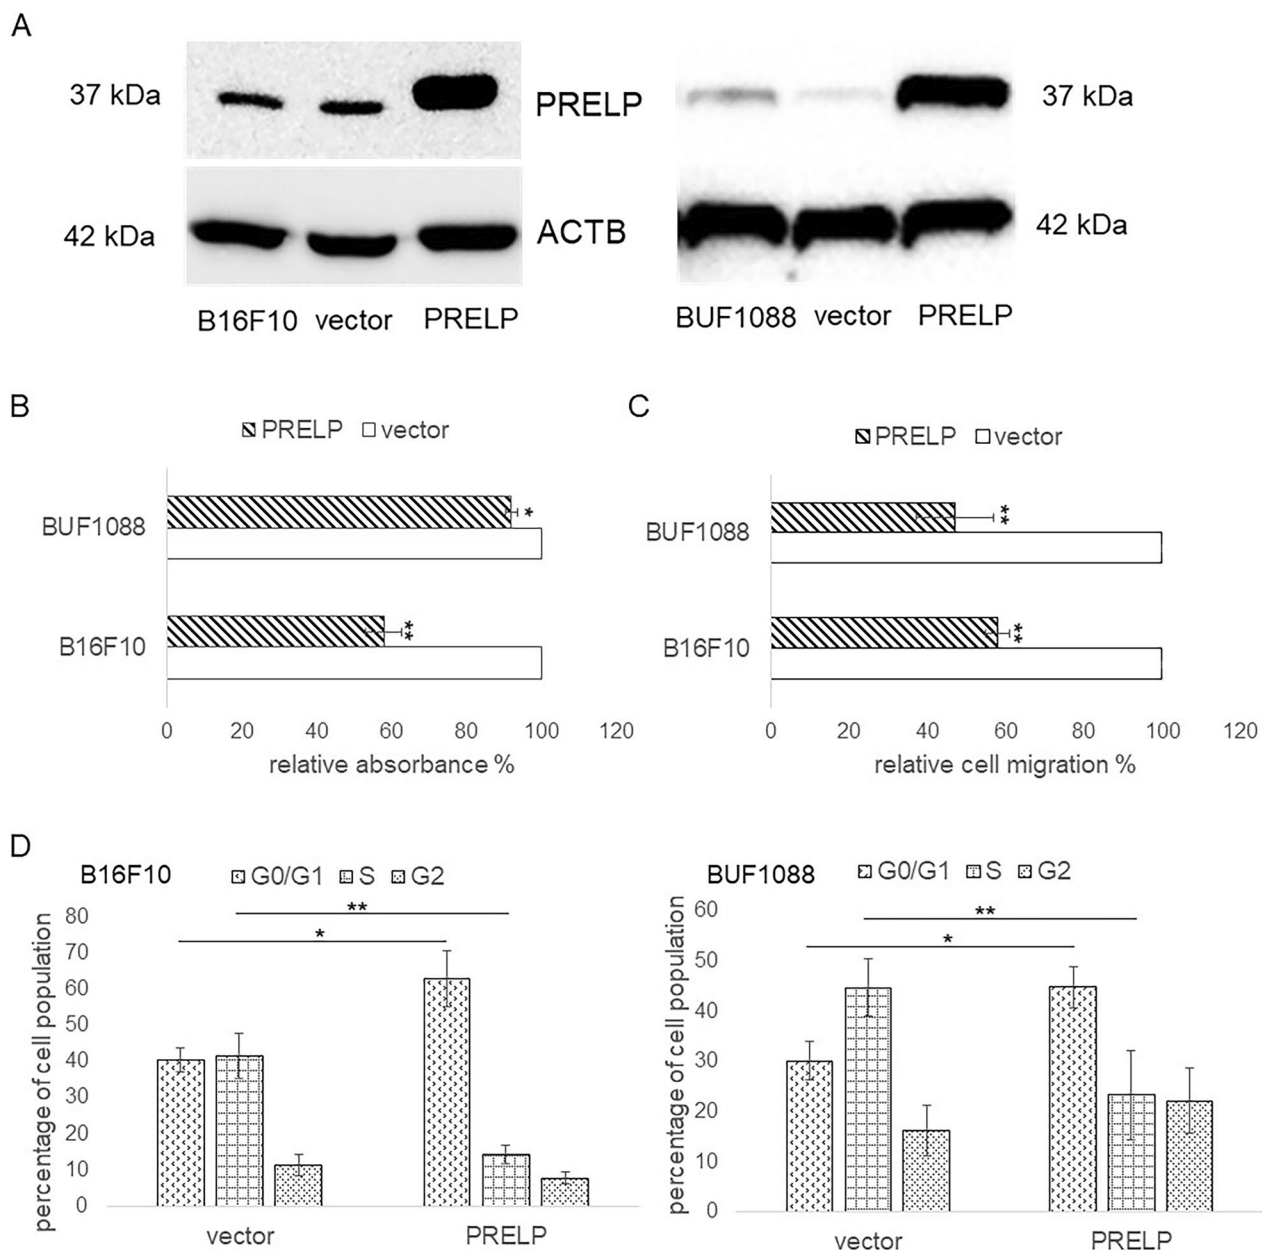 A
37 kDa PRELP 37 kDa
42 kDa ACTB 42 kDa
B16F10 vector PRELP BUF1088 vector PRELP
B
PRELP vector
BUF1088 *
B16F10 **
0 20 40 60 80 100 120
relative absorbance %
C
PRELP vector
BUF1088 **
B16F10 **
0 20 40 60 80 100 120
relative cell migration %
D
B16F10 G0/G1 S G2
percentage of cell population
80
70
60
50
40
30
20
10
0
**
*
vector PRELP
BUF1088 G0/G1 S G2
percentage of cell population
60
50
40
30
20
10
0
**
*
vector PRELP